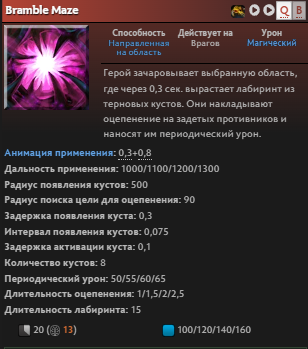 Bramble Maze
Q B
Способность Действует на Урон
Направленная на область Врагов Магический
Герой зачаровывает выбранную область,
где через 0,3 сек. вырастает лабиринт из
терновых кустов. Они накладывают
оцепенение на задетых противников и
наносят им периодический урон.
Анимация применения: 0,3+0,8
Дальность применения: 1000/1100/1200/1300
Радиус появления кустов: 500
Радиус поиска цели для оцепенения: 90
Задержка появления куста: 0,3
Интервал появления кустов: 0,075
Задержка активации куста: 0,1
Количество кустов: 8
Периодический урон: 50/55/60/65
Длительность оцепенения: 1/1,5/2/2,5
Длительность лабиринта: 15
20 ( 13) 100/120/140/160